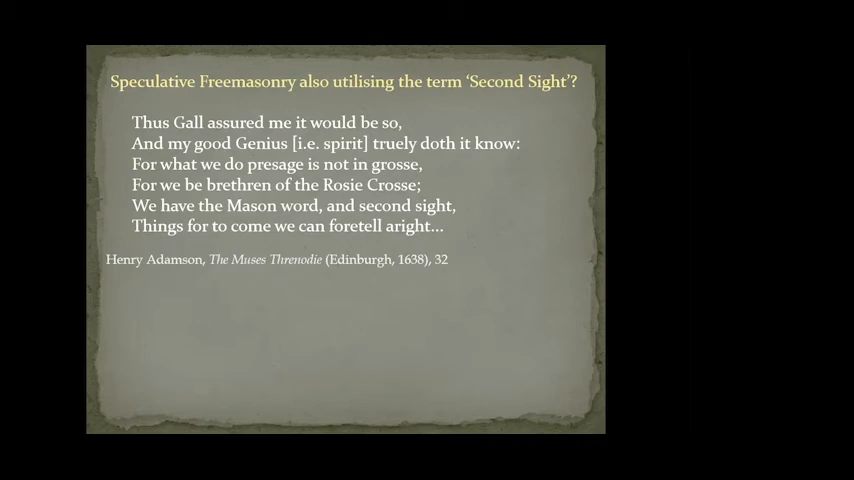 Speculative Freemasonry also utilising the term ‘Second Sight’?
Thus Gall assured me it would be so,
And my good Genius [i.e. spirit] truely doth it know:
For what we do presage is not in grosse,
For we be brethren of the Rosie Crosse;
We have the Mason word, and second sight,
Things for to come we can foretell aright…
Henry Adamson, The Muses Threnodie (Edinburgh, 1638), 32